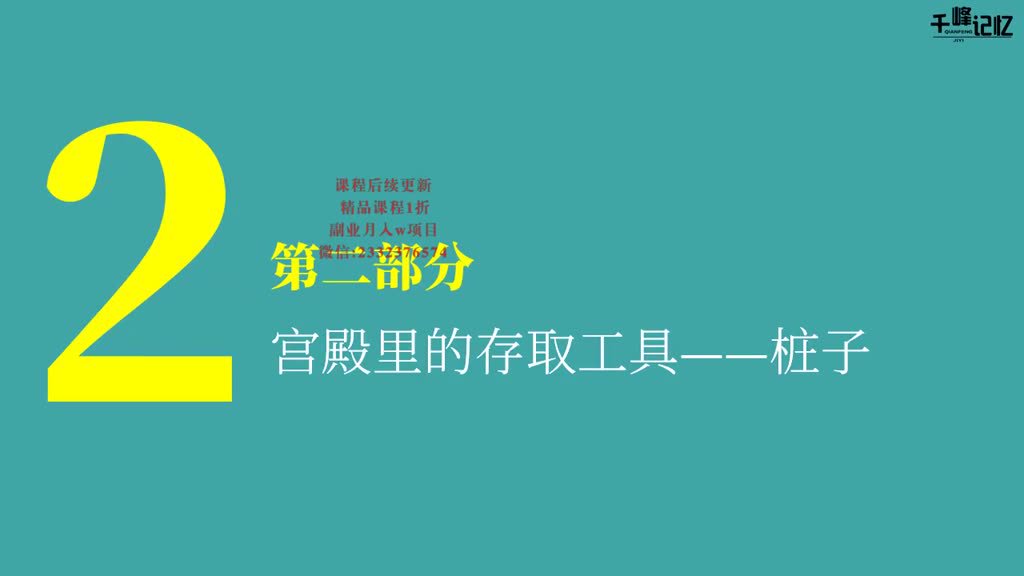 千峰记忆
QIANFENG
JIYI
2
课程后续更新
精品课程1折
副业月入w项目
微信:2332376574
第二部分
宫殿里的存取工具——桩子